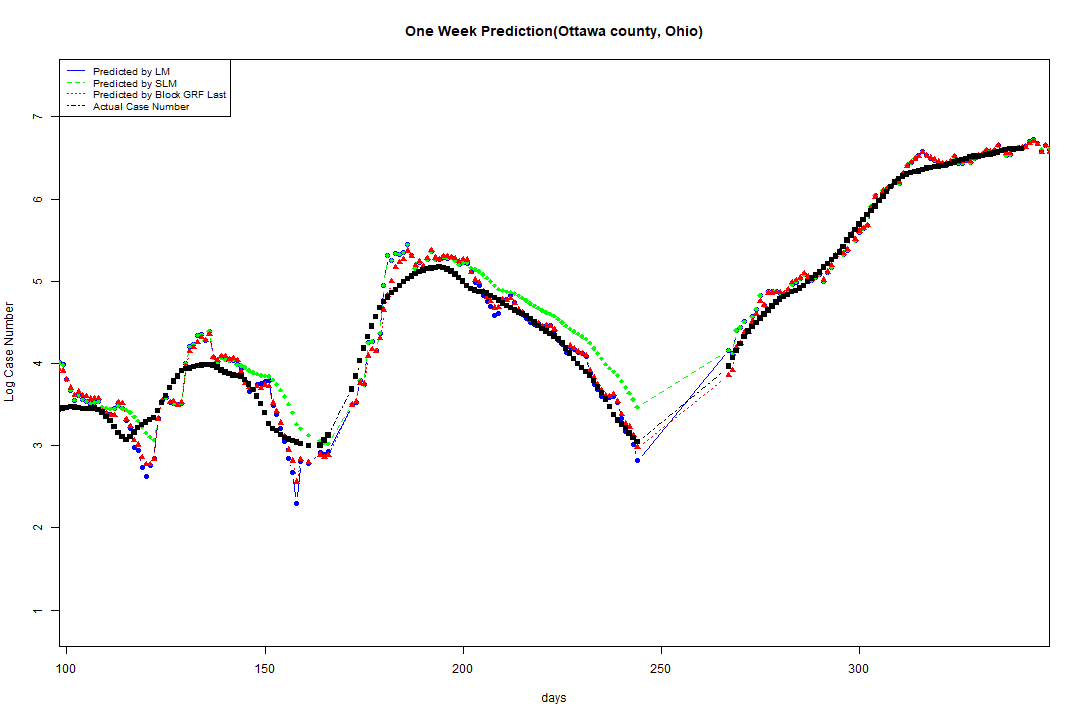 One Week Prediction(Ottawa county, Ohio)
Predicted by LM
Predicted by SLM
Predicted by Block GRF Last
Actual Case Number
Log Case Number
7
6
5
4
3
2
1
100 150 200 250 300
days